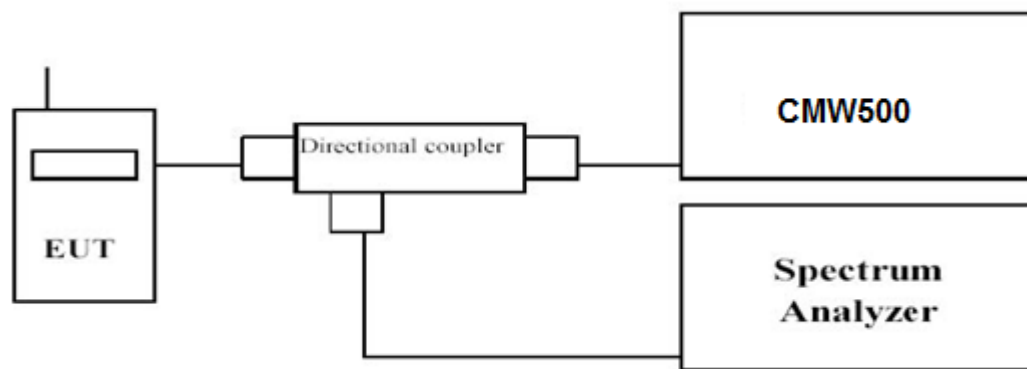 EUT
Directional coupler
CMW500
Spectrum
Analyzer